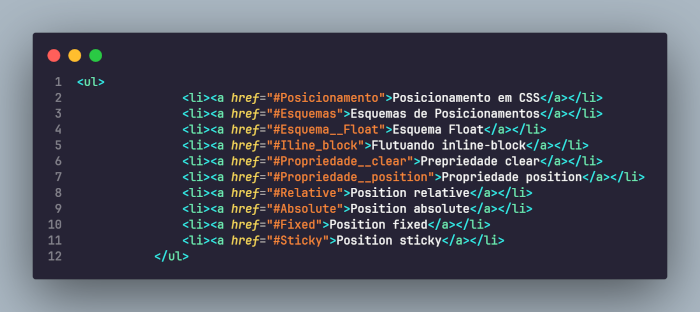 1 <ul>
2 <li><a href="#Posicionamento">Posicionamento em CSS</a></li>
3 <li><a href="#Esquemas">Esquemas de Posicionamentos</a></li>
4 <li><a href="#Esquema__Float">Esquema Float</a></li>
5 <li><a href="#Iline_block">Flutuando inline-block</a></li>
6 <li><a href="#Propriedade__clear">Prepriedade clear</a></li>
7 <li><a href="#Propriedade__position">Propriedade position</a></li>
8 <li><a href="#Relative">Position relative</a></li>
9 <li><a href="#Absolute">Position absolute</a></li>
10 <li><a href="#Fixed">Position fixed</a></li>
11 <li><a href="#Sticky">Position sticky</a></li>
12 </ul>